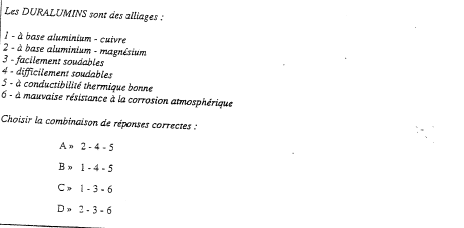 Les DURALUMINS sont des alliages :
1 - à base aluminium - cuivre
2 - à base aluminium - magnésium
3 - facilement soudables
4 - difficilement soudables
5 - à conductibilité thermique bonne
6 - à mauvaise résistance à la corrosion atmosphérique
Choisir la combinaison de réponses correctes :
A » 2 - 4 - 5
B » 1 - 4 - 5
C » 1 - 3 - 6
D » 2 - 3 - 6